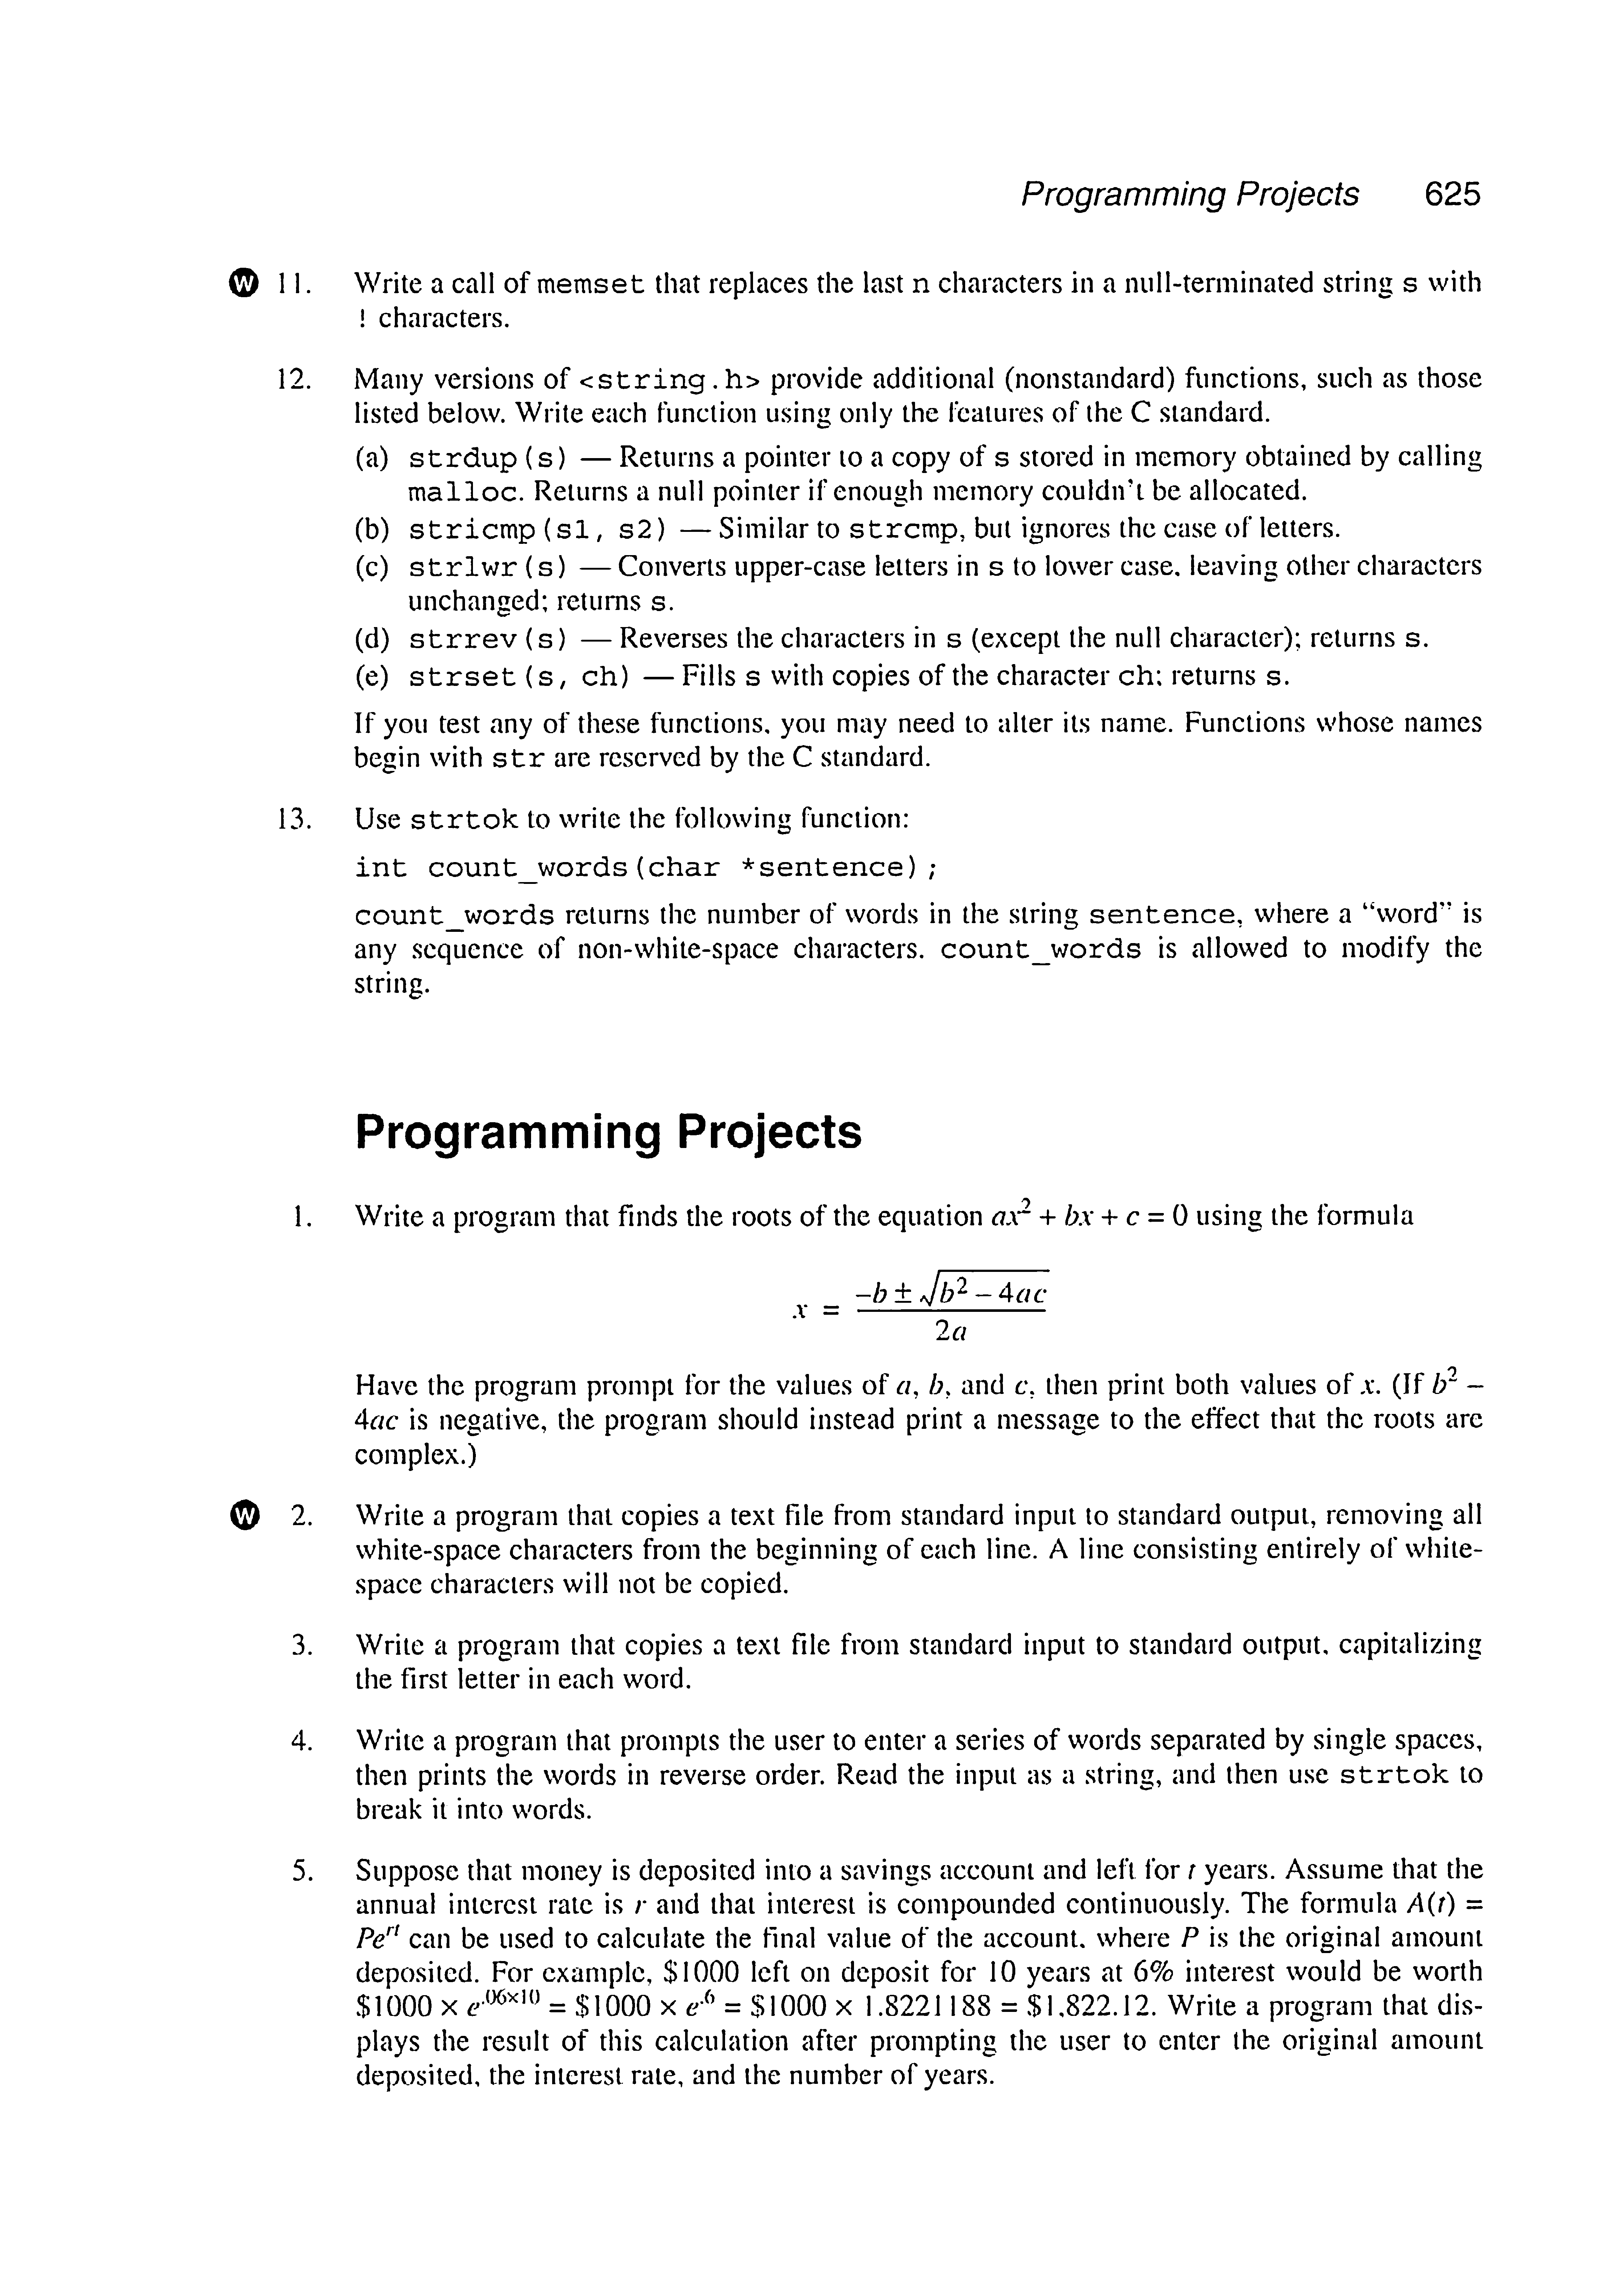 Programming Projects 625
W 11. Write a call of memset that replaces the last n characters in a null-terminated string s with
! characters.
12. Many versions of <string.h> provide additional (nonstandard) functions, such as those
listed below. Write each function using only the features of the C standard.
(a) strdup(s) — Returns a pointer to a copy of s stored in memory obtained by calling
malloc. Returns a null pointer if enough memory couldn't be allocated.
(b) stricmp(s1, s2) — Similar to strcmp, but ignores the case of letters.
(c) strlwr(s) — Converts upper-case letters in s to lower case, leaving other characters
unchanged; returns s.
(d) strrev(s) — Reverses the characters in s (except the null character); returns s.
(e) strset(s, ch) — Fills s with copies of the character ch; returns s.
If you test any of these functions, you may need to alter its name. Functions whose names
begin with str are reserved by the C standard.
13. Use strtok to write the following function:
int count_words(char *sentence);
count_words returns the number of words in the string sentence, where a “word” is
any sequence of non-white-space characters. count_words is allowed to modify the
string.
Programming Projects
1. Write a program that finds the roots of the equation ax² + bx + c = 0 using the formula
x = (-b ± √(b² – 4ac)) / 2a
Have the program prompt for the values of a, b, and c, then print both values of x. (If b² –
4ac is negative, the program should instead print a message to the effect that the roots are
complex.)
W 2. Write a program that copies a text file from standard input to standard output, removing all
white-space characters from the beginning of each line. A line consisting entirely of white-
space characters will not be copied.
3. Write a program that copies a text file from standard input to standard output, capitalizing
the first letter in each word.
4. Write a program that prompts the user to enter a series of words separated by single spaces,
then prints the words in reverse order. Read the input as a string, and then use strtok to
break it into words.
5. Suppose that money is deposited into a savings account and left for t years. Assume that the
annual interest rate is r and that interest is compounded continuously. The formula A(t) =
Pe^rt can be used to calculate the final value of the account, where P is the original amount
deposited. For example, $1000 left on deposit for 10 years at 6% interest would be worth
$1000 × e^.06×10 = $1000 × e^.6 = $1000 × 1.8221188 = $1,822.12. Write a program that dis-
plays the result of this calculation after prompting the user to enter the original amount
deposited, the interest rate, and the number of years.